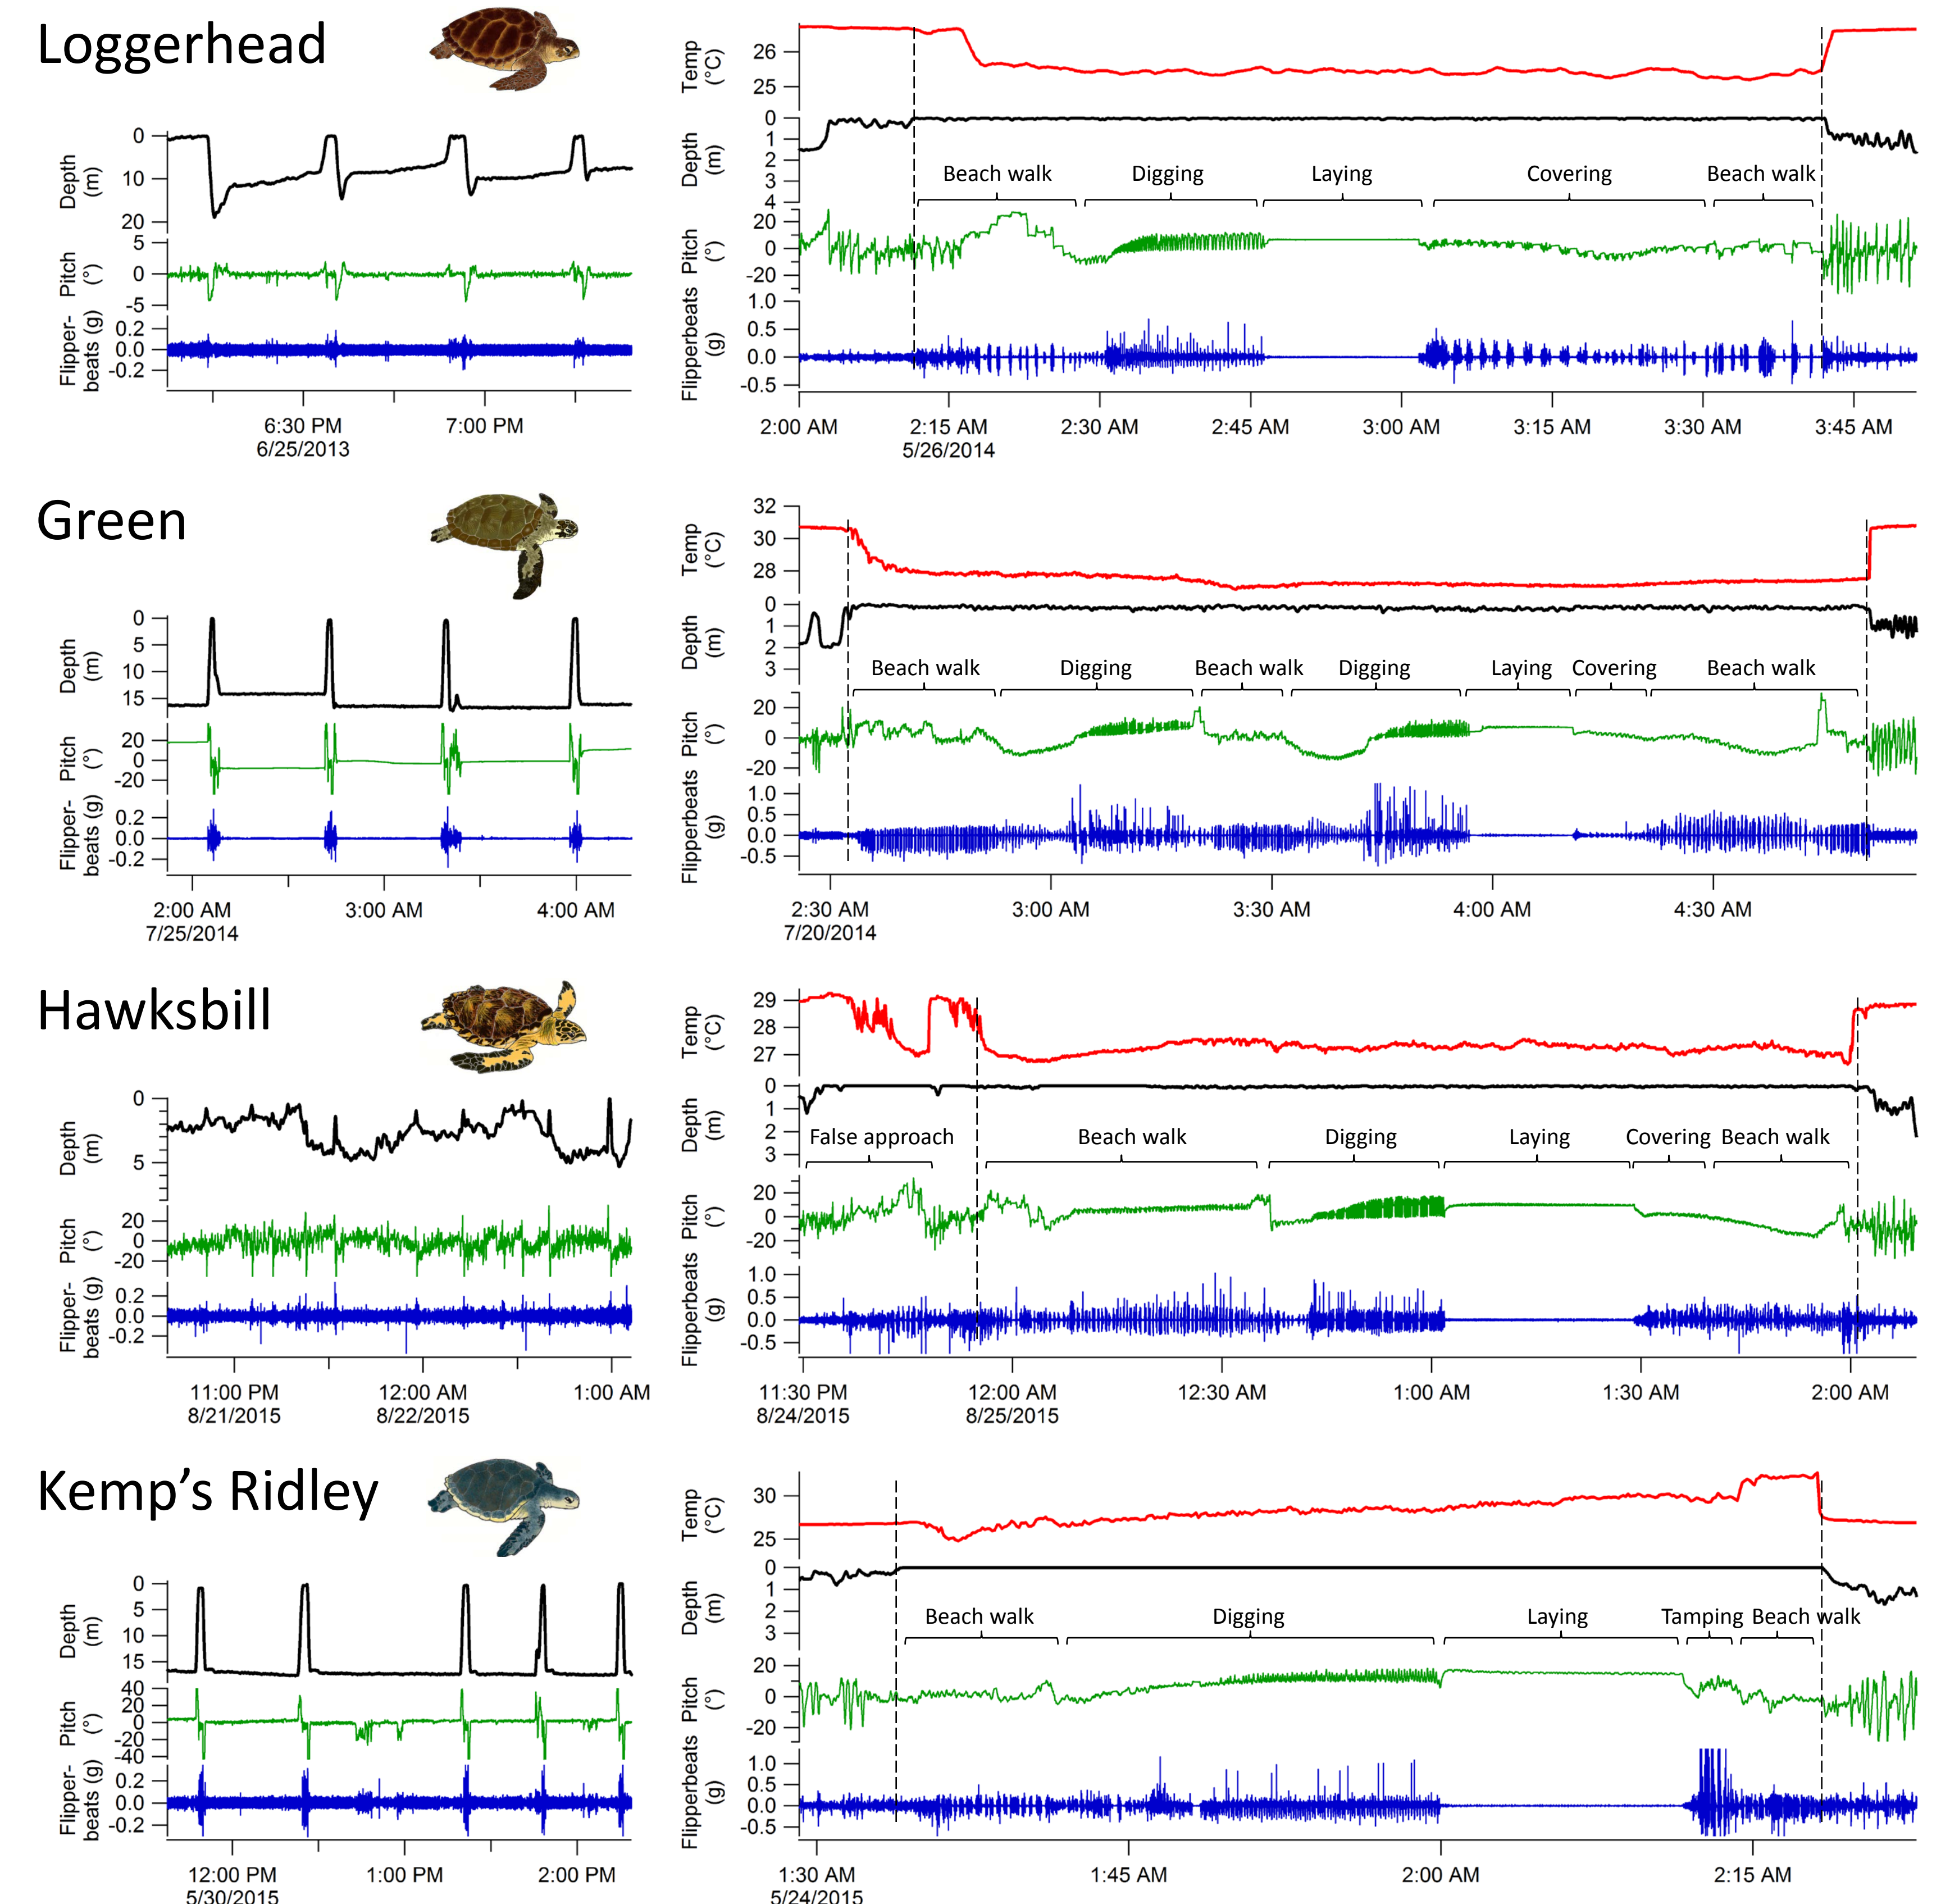 Loggerhead
Depth (m)
0
10
20
Pitch (°)
5
0
-5
Flipper-beats (g)
0.2
0.0
-0.2
6:30 PM 7:00 PM
6/25/2013
Temp (°C)
26
25
Depth (m)
0
1
2
3
4
Beach walk Digging Laying Covering Beach walk
Pitch (°)
20
0
-20
Flipperbeats (g)
1.0
0.5
0.0
-0.5
2:00 AM 2:15 AM 2:30 AM 2:45 AM 3:00 AM 3:15 AM 3:30 AM 3:45 AM
5/26/2014
Green
Depth (m)
0
5
10
15
Pitch (°)
20
0
-20
Flipper-beats (g)
0.2
0.0
-0.2
2:00 AM 3:00 AM 4:00 AM
7/25/2014
Temp (°C)
32
30
28
Depth (m)
0
1
2
3
Beach walk Digging Beach walk Digging Laying Covering Beach walk
Pitch (°)
20
0
-20
Flipperbeats (g)
1.0
0.5
0.0
-0.5
2:30 AM 3:00 AM 3:30 AM 4:00 AM 4:30 AM
7/20/2014
Hawksbill
Depth (m)
0
5
Pitch (°)
20
0
-20
Flipper-beats (g)
0.2
0.0
-0.2
11:00 PM 12:00 AM 1:00 AM
8/21/2015 8/22/2015
Temp (°C)
29
28
27
Depth (m)
0
1
2
3
False approach Beach walk Digging Laying Covering Beach walk
Pitch (°)
20
0
-20
Flipperbeats (g)
1.0
0.5
0.0
-0.5
11:30 PM 12:00 AM 12:30 AM 1:00 AM 1:30 AM 2:00 AM
8/24/2015 8/25/2015
Kemp's Ridley
Depth (m)
0
5
10
15
Pitch (°)
40
20
0
-20
-40
Flipper-beats (g)
0.2
0.0
-0.2
12:00 PM 1:00 PM 2:00 PM
5/30/2015
Temp (°C)
30
25
Depth (m)
0
1
2
3
Beach walk Digging Laying Tamping Beach walk
Pitch (°)
20
0
-20
Flipperbeats (g)
1.0
0.5
0.0
-0.5
1:30 AM 1:45 AM 2:00 AM 2:15 AM
5/24/2015